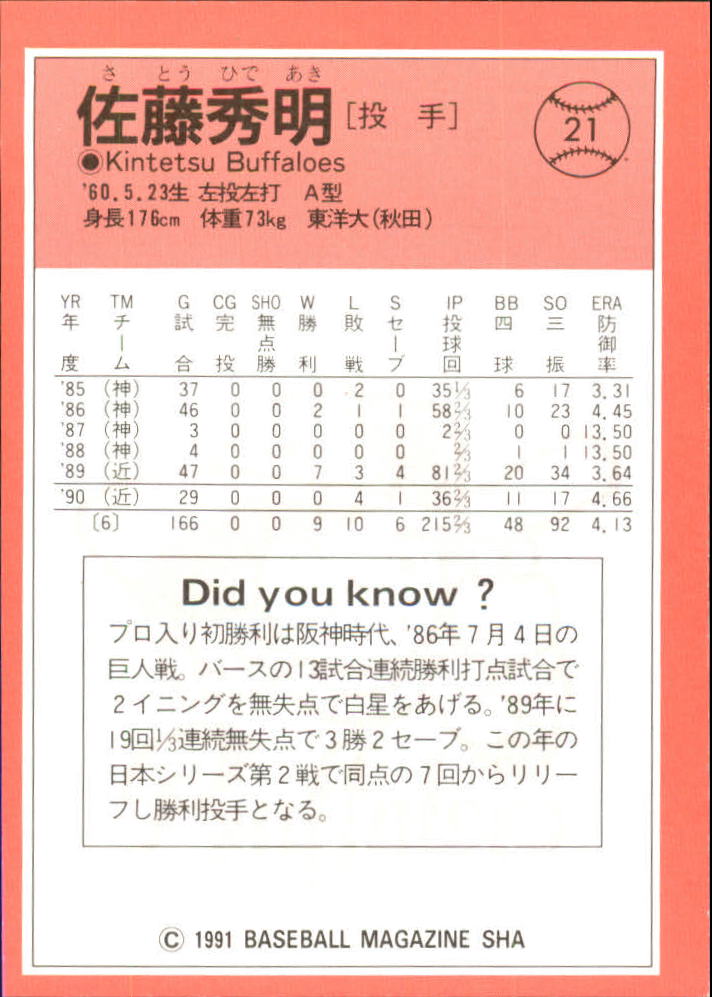 さ とう ひで あき
佐藤秀明[投 手]
21
●Kintetsu Buffaloes
'60.5.23生 左投左打 A型
身長176cm 体重73kg 東洋大(秋田)
YR TM G CG SHO W L S IP BB SO ERA
年度 チーム 試合 完投 無点勝 勝利 敗戦 セーブ 投球回 四球 三振 防御率
'85 (神) 37 0 0 0 2 0 35⅓ 6 17 3.31
'86 (神) 46 0 0 2 1 1 58⅔ 10 23 4.45
'87 (神) 3 0 0 0 0 0 2⅔ 0 0 13.50
'88 (神) 4 0 0 0 0 0 ⅔ 1 1 13.50
'89 (近) 47 0 0 7 3 4 81⅔ 20 34 3.64
'90 (近) 29 0 0 0 4 1 36⅔ 11 17 4.66
〔6〕 166 0 0 9 10 6 215⅔ 48 92 4.13
Did you know ?
プロ入り初勝利は阪神時代、'86年7月4日の
巨人戦。バースの13試合連続勝利打点試合で
2イニングを無失点で白星をあげる。'89年に
19回⅓連続無失点で3勝2セーブ。この年の
日本シリーズ第2戦で同点の7回からリリー
フし勝利投手となる。
© 1991 BASEBALL MAGAZINE SHA